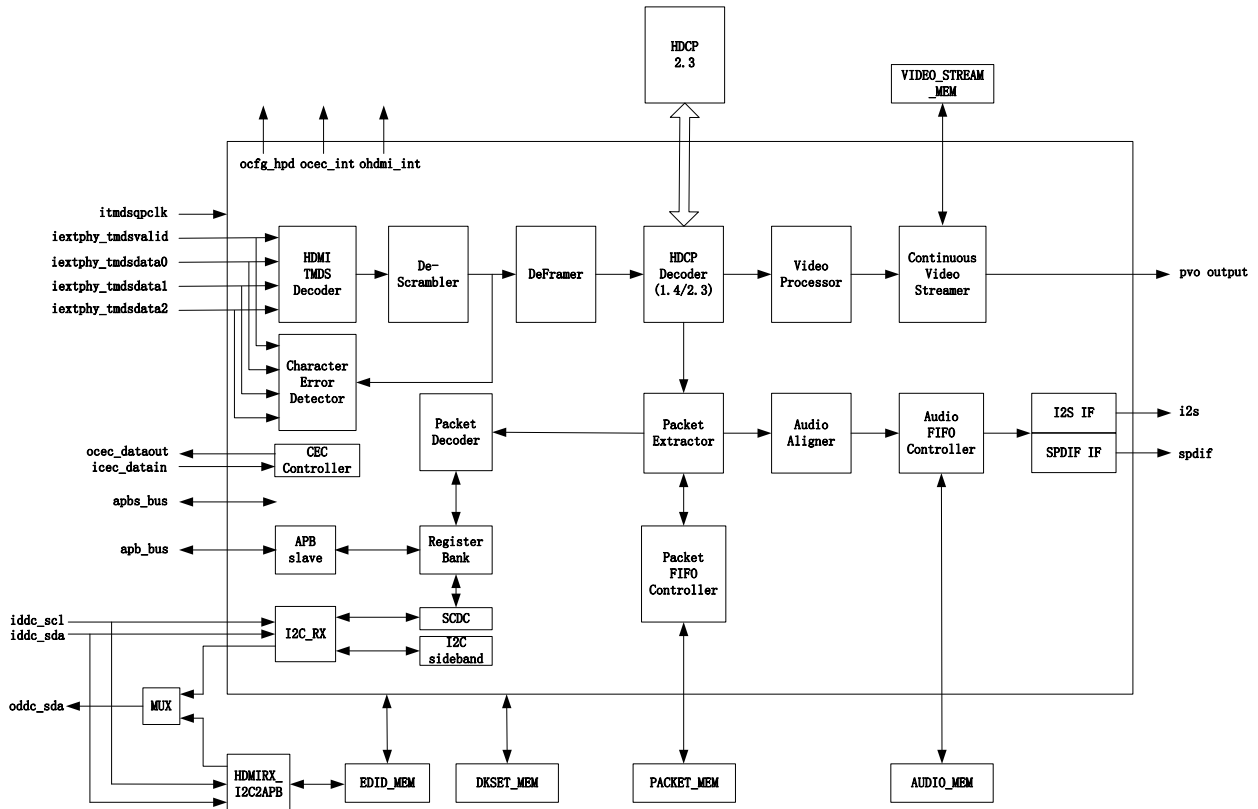 HDCP
2.3
VIDEO_STREAM
_MEM
ocfg_hpd ocec_int ohdmi_int
itmdsqpclk
iextphy_tmdsvalid
iextphy_tmdsdata0
iextphy_tmdsdata1
iextphy_tmdsdata2
HDMI
TMDS
Decoder
De-
Scrambler
DeFramer
HDCP
Decoder
(1.4/2.3)
Video
Processor
Continuous
Video
Streamer
pvo output
Character
Error
Detector
Packet
Decoder
Packet
Extractor
Audio
Aligner
Audio
FIFO
Controller
I2S IF
SPDIF IF
i2s
spdif
ocec_dataout
icec_datain
CEC
Controller
apbs_bus
apb_bus
APB
slave
Register
Bank
Packet
FIFO
Controller
iddc_scl
iddc_sda
I2C_RX
SCDC
I2C
sideband
oddc_sda
MUX
HDMIRX_
I2C2APB
EDID_MEM
DKSET_MEM
PACKET_MEM
AUDIO_MEM